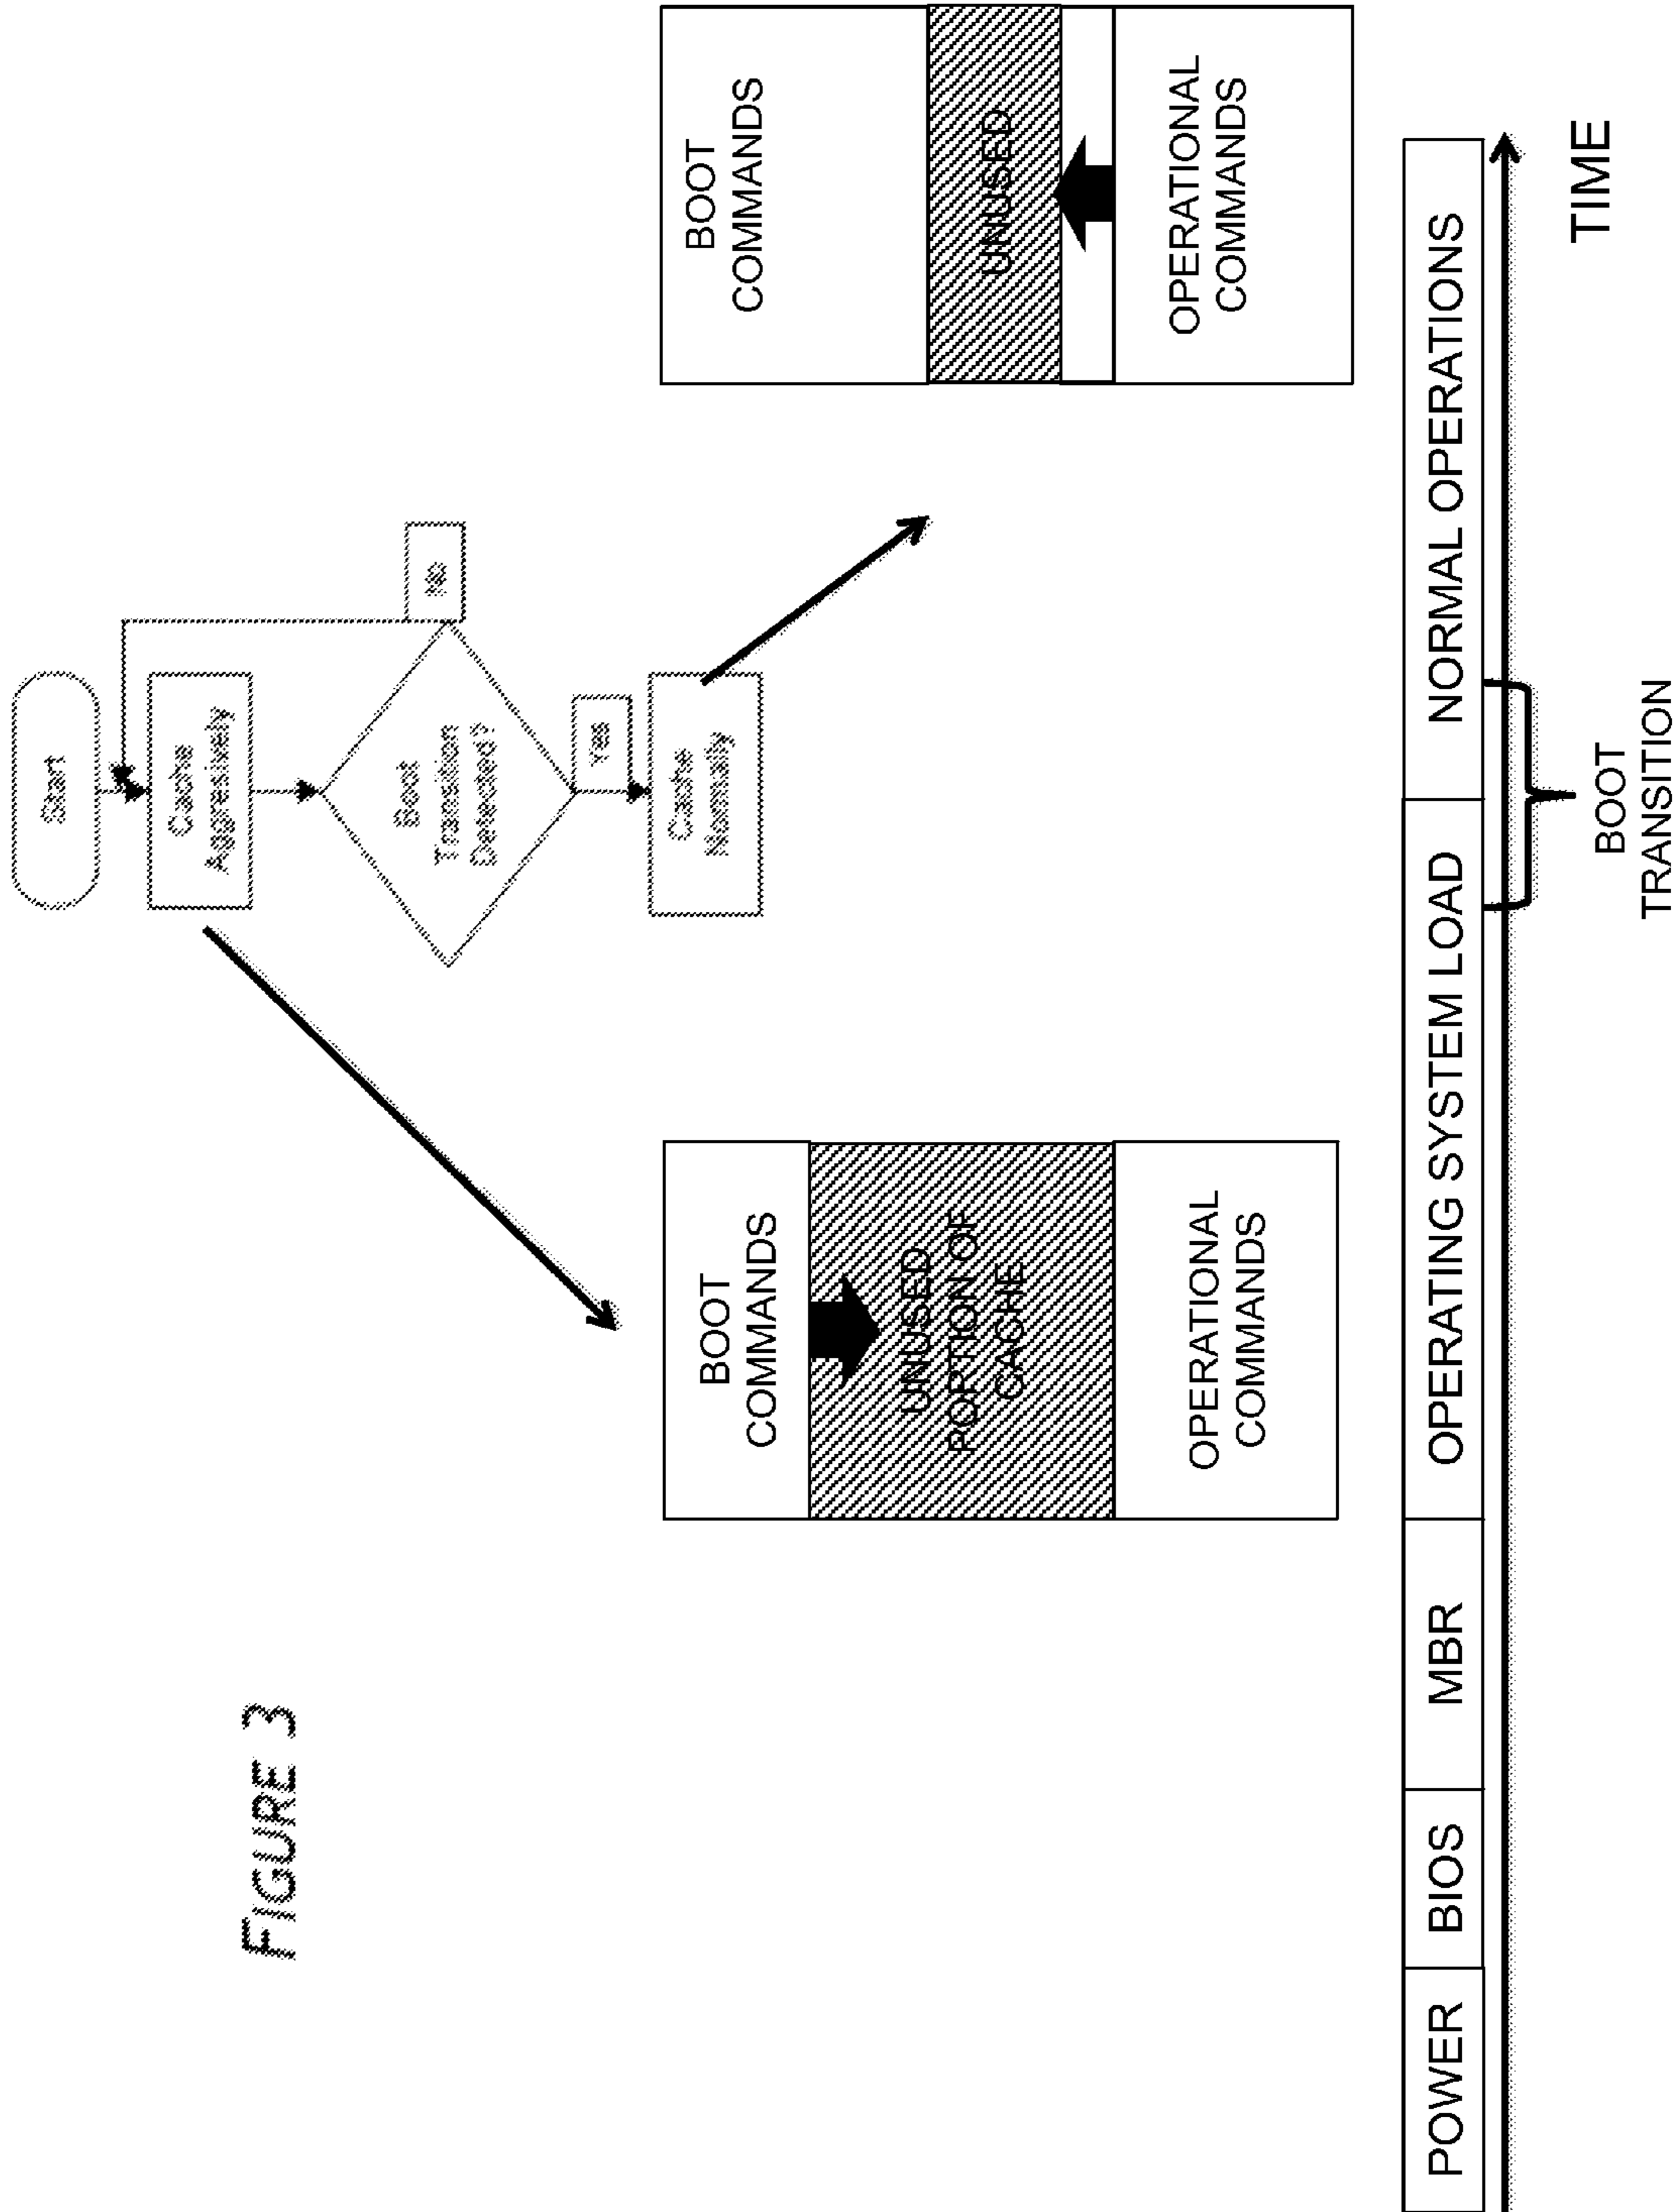 FIGURE 3
Start
Cache
Aggresively
Boot
Transition
Detected?
no
yes
Cache
Normally
BOOT
COMMANDS
UNUSED
PORTION OF
CACHE
OPERATIONAL
COMMANDS
BOOT
COMMANDS
UNUSED
OPERATIONAL
COMMANDS
POWER
BIOS
MBR
OPERATING SYSTEM LOAD
NORMAL OPERATIONS
BOOT
TRANSITION
TIME